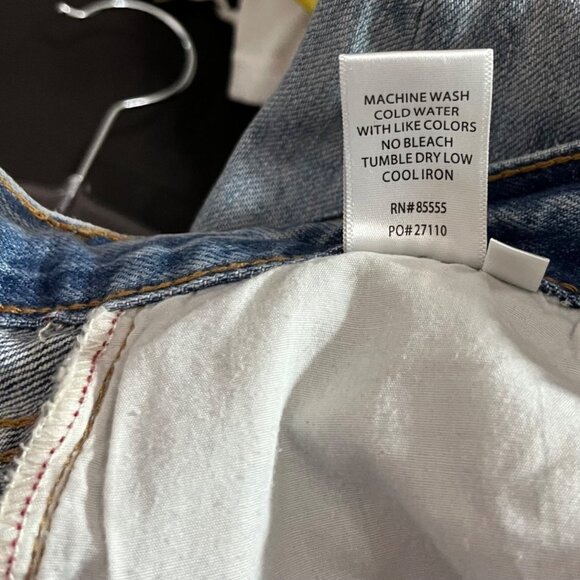 MACHINE WASH
COLD WATER
WITH LIKE COLORS
NO BLEACH
TUMBLE DRY LOW
COOL IRON
RN#85555
PO#27110